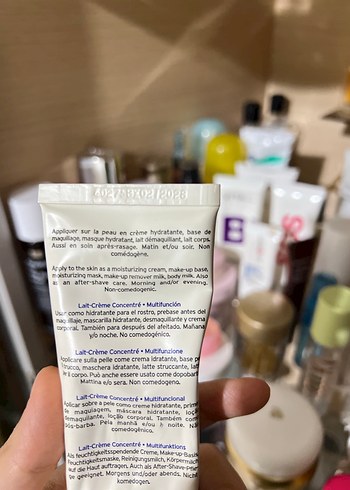 02/2028
Appliquer sur la peau en crème hydratante, base de
maquillage, masque hydratant, lait démaquillant, lait corps.
Aussi en soin après-rasage. Matin et/ou soir. Non
comédogène.
Apply to the skin as a moisturizing cream, make-up base,
moisturizing mask, make-up remover milk, body milk. Also
as an after-shave care. Morning and/or evening.
Non-comedogenic.
Lait-Crème Concentré • Multifunción
Usar como hidratante para el rostro, prebase antes del
maquillaje, mascarilla hidratante, desmaquillante y crema
corporal. También para después del afeitado. Mañana
y/o noche. No comedogénico.
Lait-Crème Concentré • Multifunzione
Applicare sulla pelle come crema idratante, base per
trucco, maschera idratante, latte struccante, latte
per il corpo. Può anche essere usato come dopobarba.
Mattina e/o sera. Non comedogeno.
Lait-Crème Concentré • Multifuncional
Aplicar sobre a pele como creme hidratante, primer
de maquiagem, máscara hidratante, loção
demaquilante, loção corporal. Também como
pós-barba. Pela manhã e/ou à noite. Não
comedogênico.
Lait-Crème Concentré • Multifunktions
Als feuchtigkeitsspendende Creme, Make-up-Base,
Feuchtigkeitsmaske, Reinigungsmilch, Körpermilch
auf die Haut auftragen. Auch als After-Shave-Pflege
geeignet. Morgens und/oder abends. Nicht
komedogen.